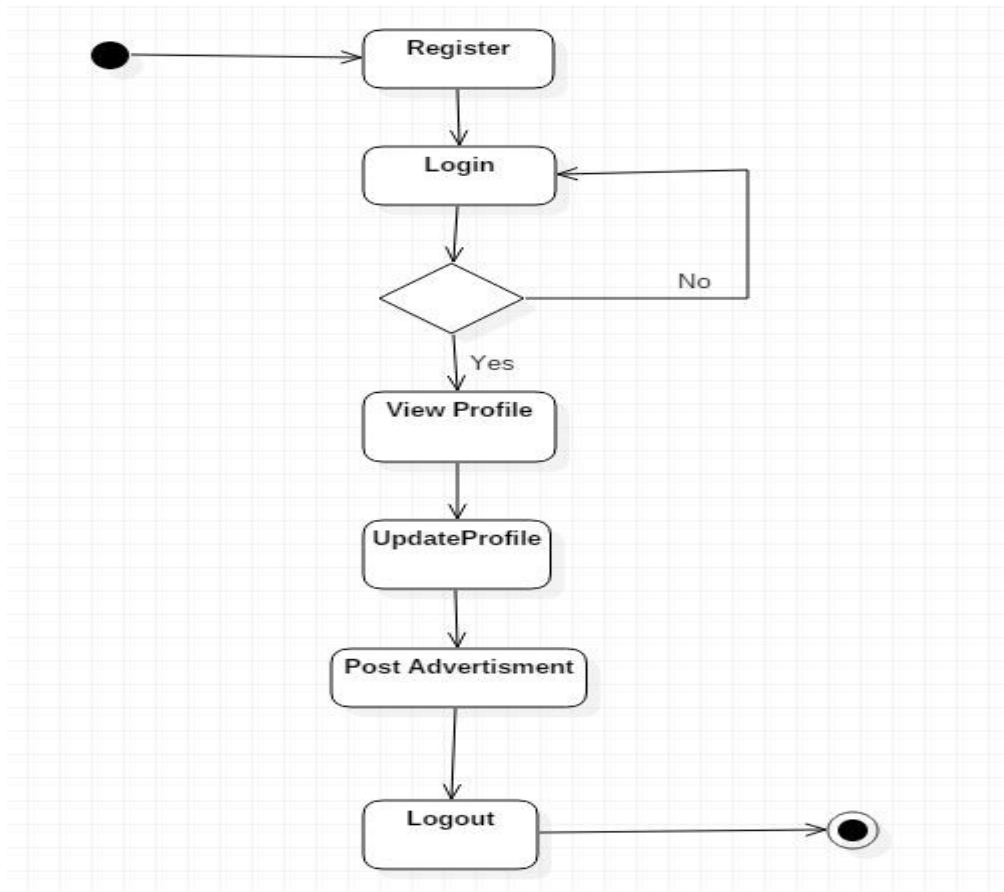 Register
Login
No
Yes
View Profile
UpdateProfile
Post Advertisment
Logout